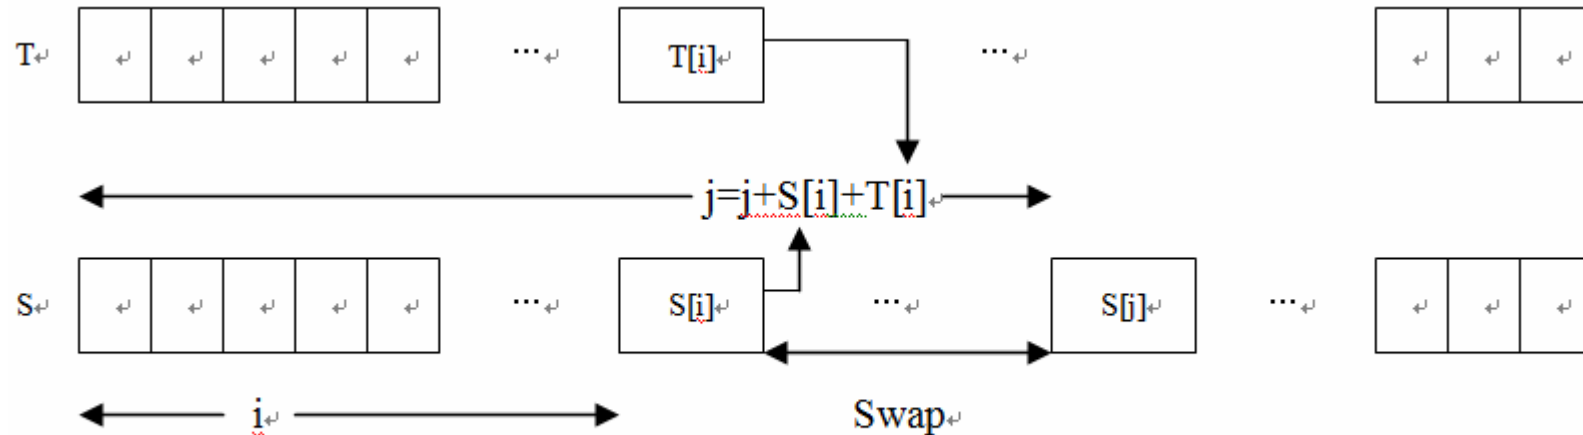 T↵ ↵ ↵ ↵ ↵ ↵ ···↵ T[i]↵ ···↵ ↵ ↵ ↵
j=j+S[i]+T[i]↵
S↵ ↵ ↵ ↵ ↵ ↵ ···↵ S[i]↵ ···↵ S[j]↵ ···↵ ↵ ↵ ↵
i↵ Swap↵